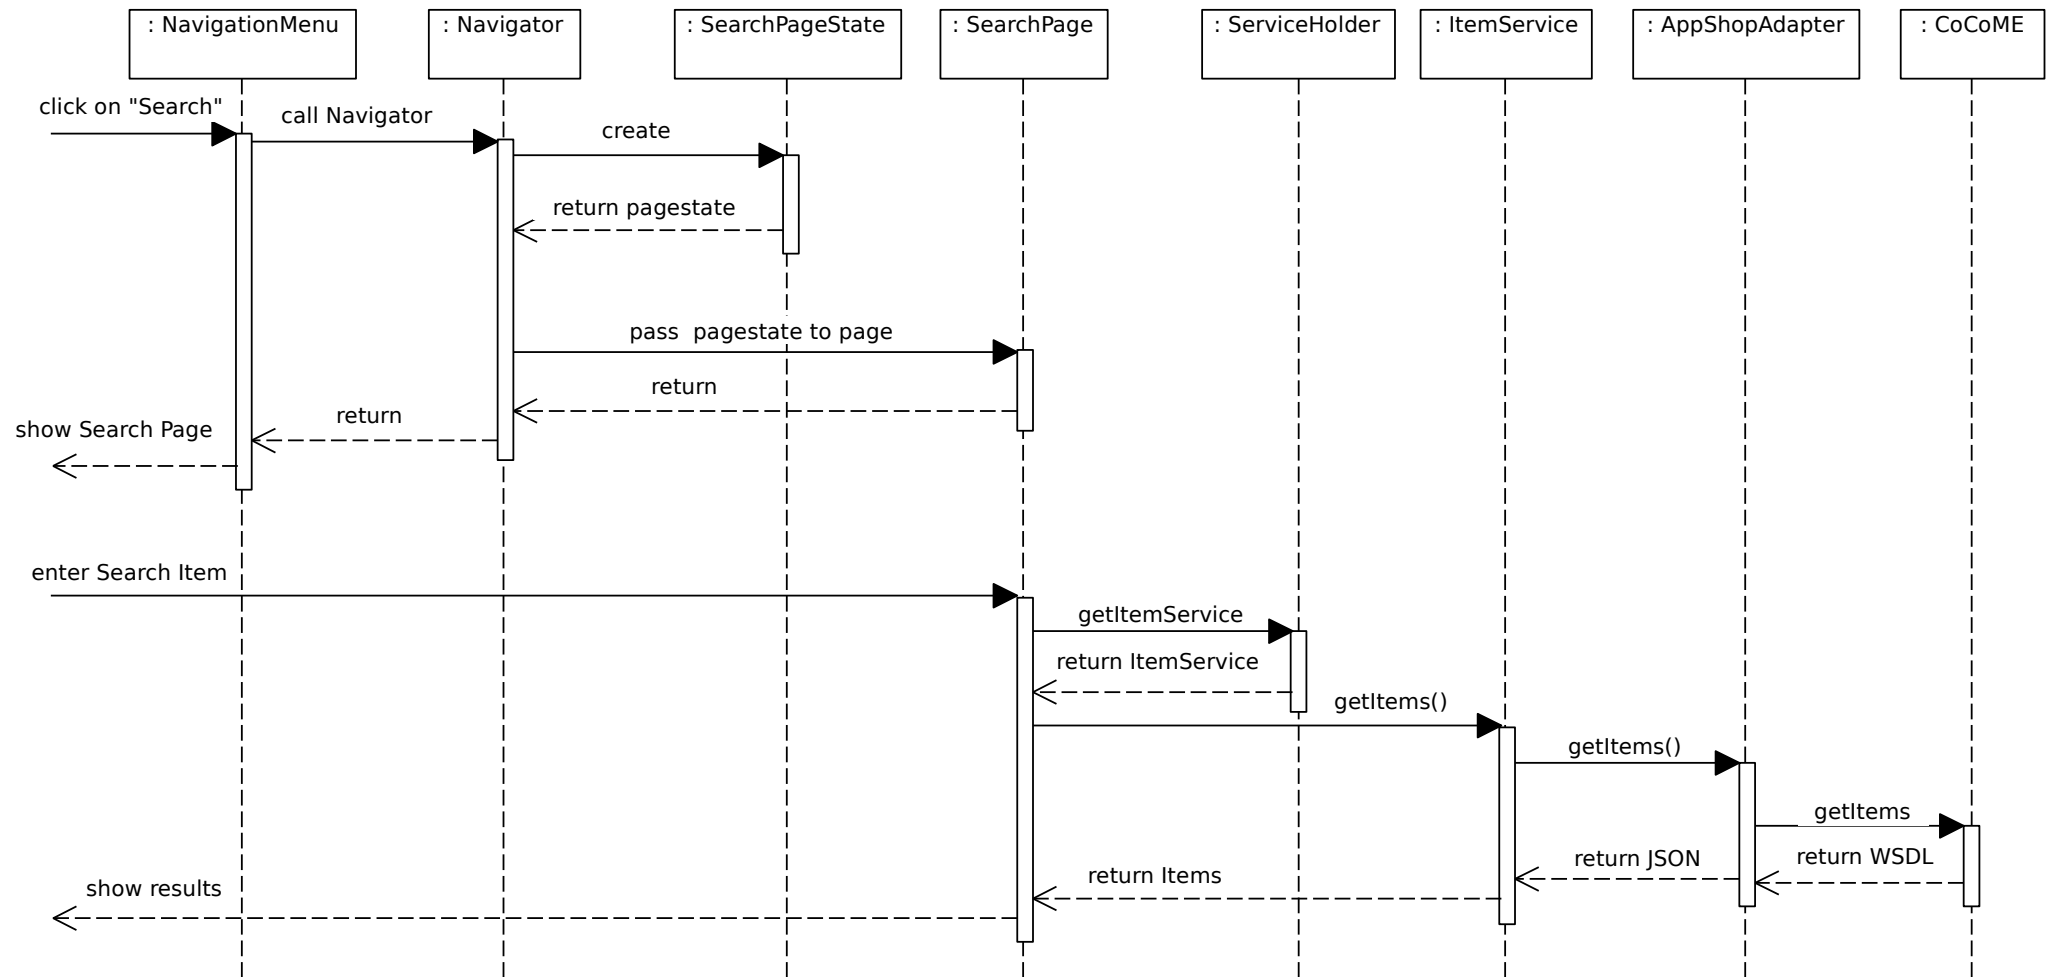 : NavigationMenu
: Navigator
: SearchPageState
: SearchPage
: ServiceHolder
: ItemService
: AppShopAdapter
: CoCoME
click on "Search"
call Navigator
create
return pagestate
pass  pagestate to page
return
return
show Search Page
enter Search Item
getItemService
return ItemService
getItems()
getItems()
getItems
return WSDL
return JSON
return Items
show results